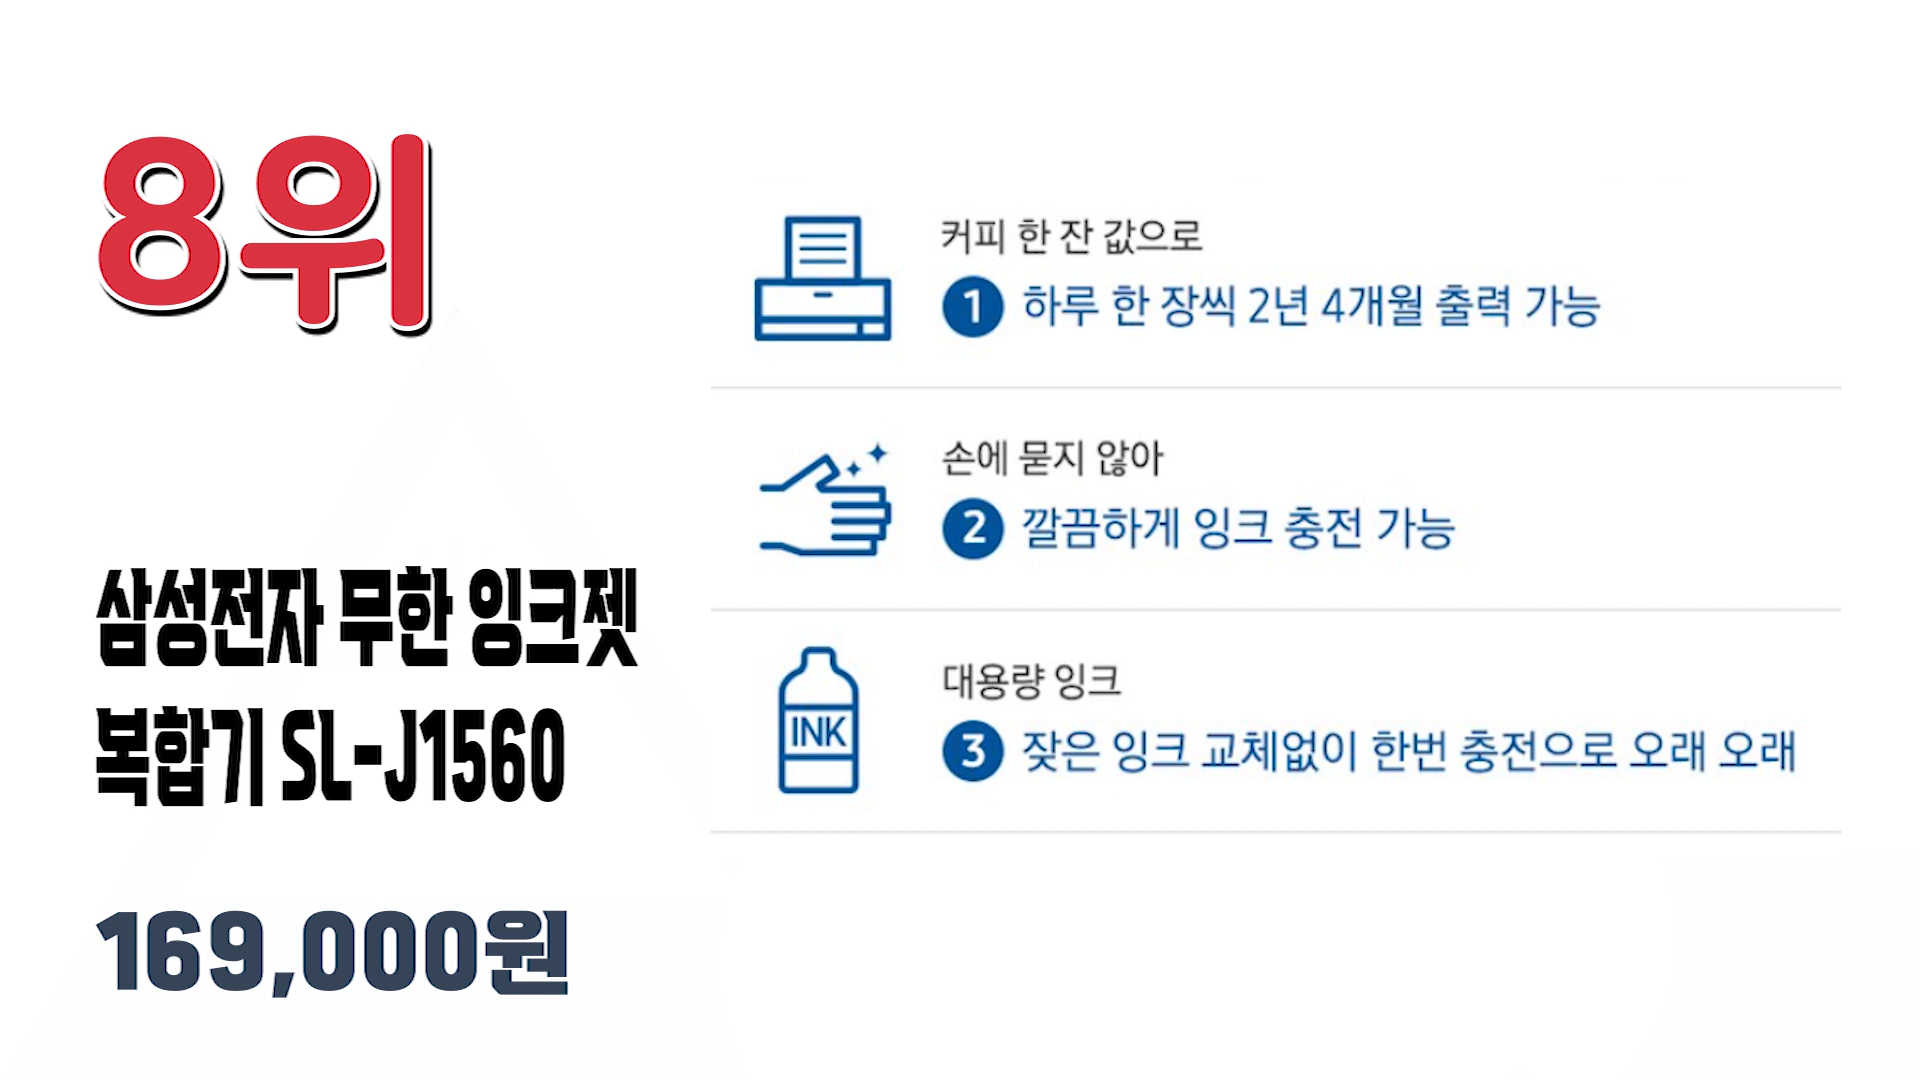 8위
삼성전자 무한 잉크젯
복합기 SL-J1560
169,000원
커피 한 잔 값으로
1 하루 한 장씩 2년 4개월 출력 가능
손에 묻지 않아
2 깔끔하게 잉크 충전 가능
INK
대용량 잉크
3 잦은 잉크 교체없이 한번 충전으로 오래 오래